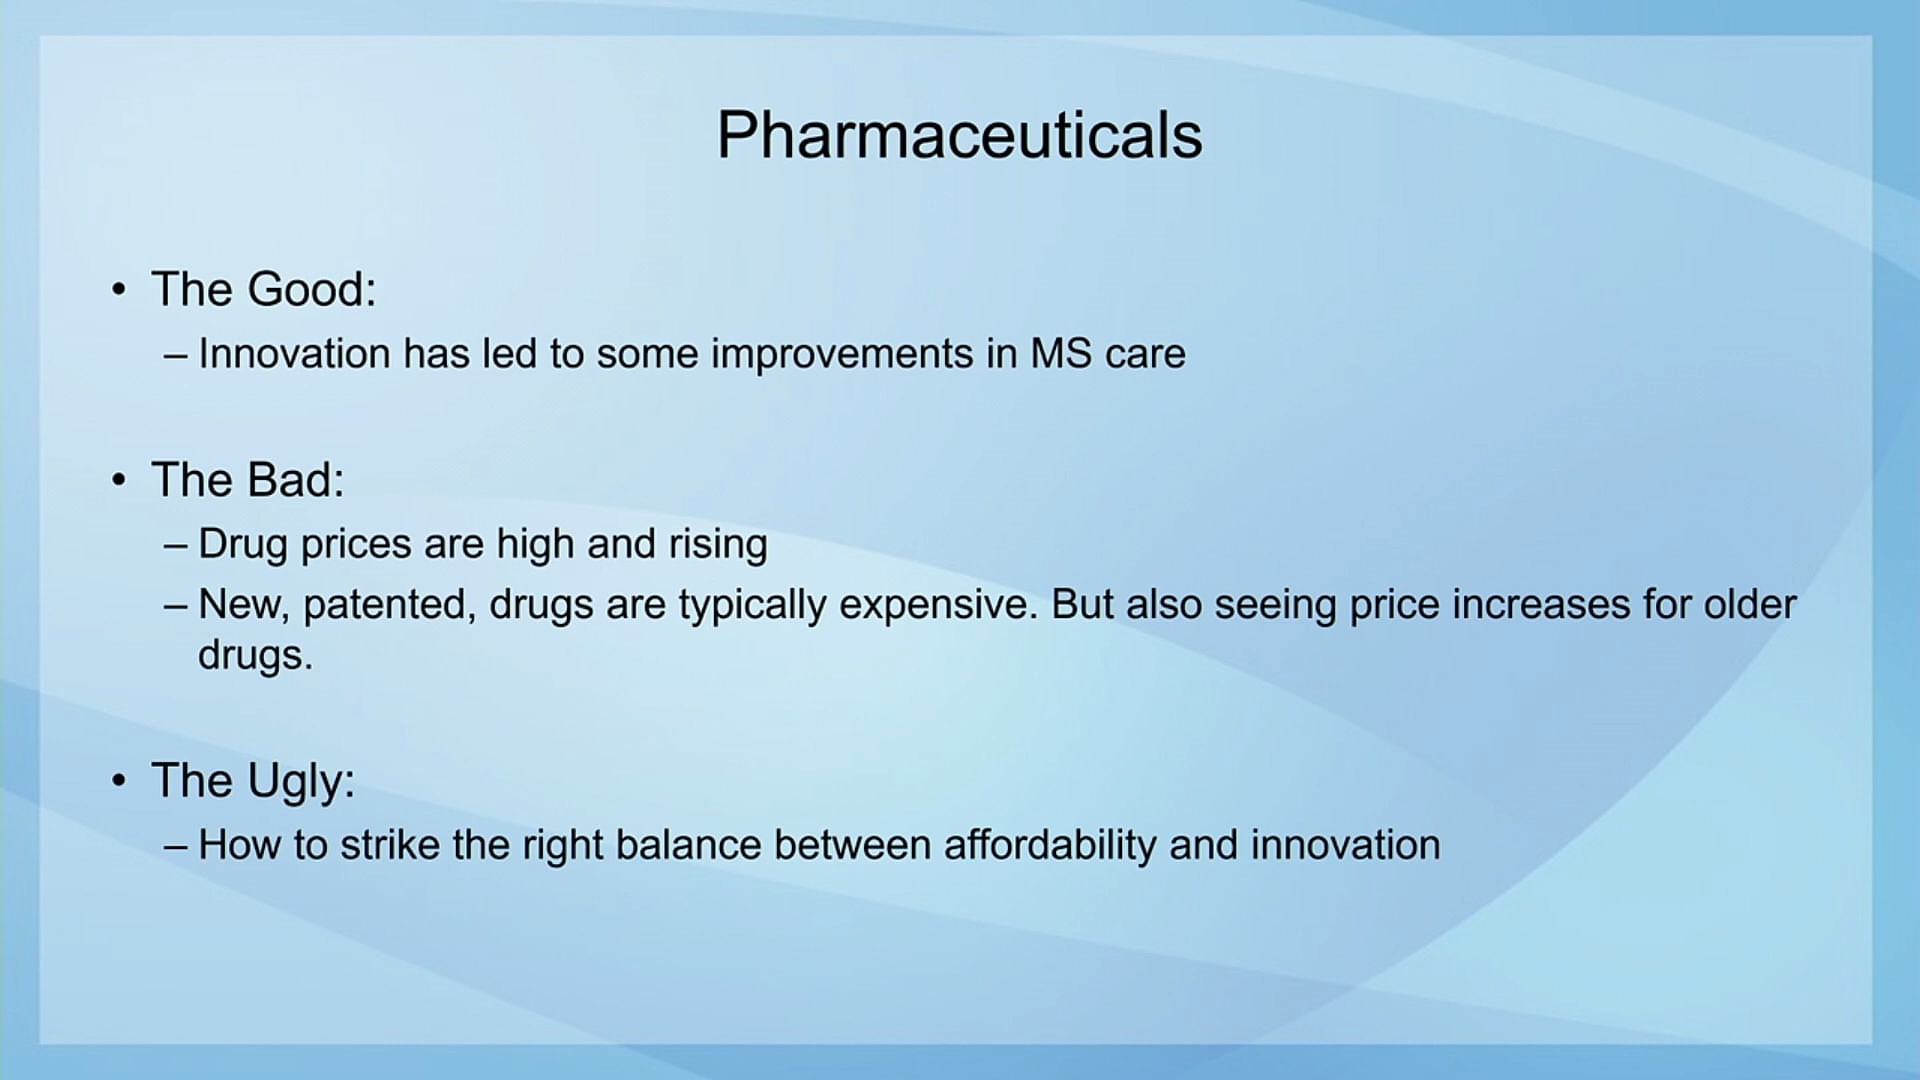 Pharmaceuticals
• The Good:
– Innovation has led to some improvements in MS care
• The Bad:
– Drug prices are high and rising
– New, patented, drugs are typically expensive. But also seeing price increases for older
drugs.
• The Ugly:
– How to strike the right balance between affordability and innovation